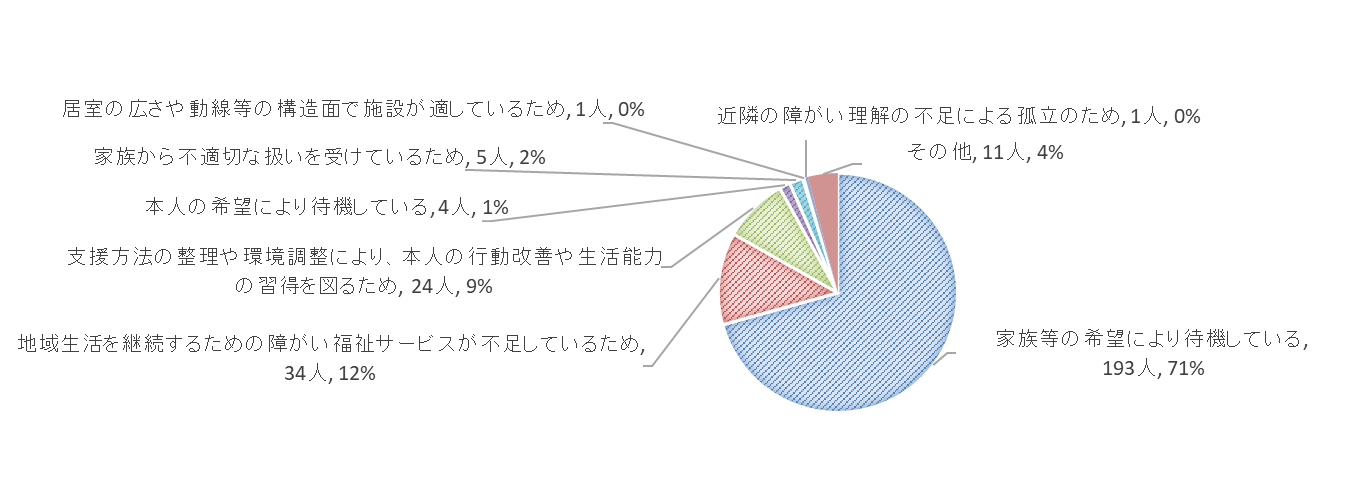 居室の広さや動線等の構造面で施設が適しているため, 1人, 0%
近隣の障がい理解の不足による孤立のため, 1人, 0%
家族から不適切な扱いを受けているため, 5人, 2%
その他, 11人, 4%
本人の希望により待機している, 4人, 1%
支援方法の整理や環境調整により、本人の行動改善や生活能力
の習得を図るため, 24人, 9%
地域生活を継続するための障がい福祉サービスが不足しているため,
34人, 12%
家族等の希望により待機している,
193人, 71%